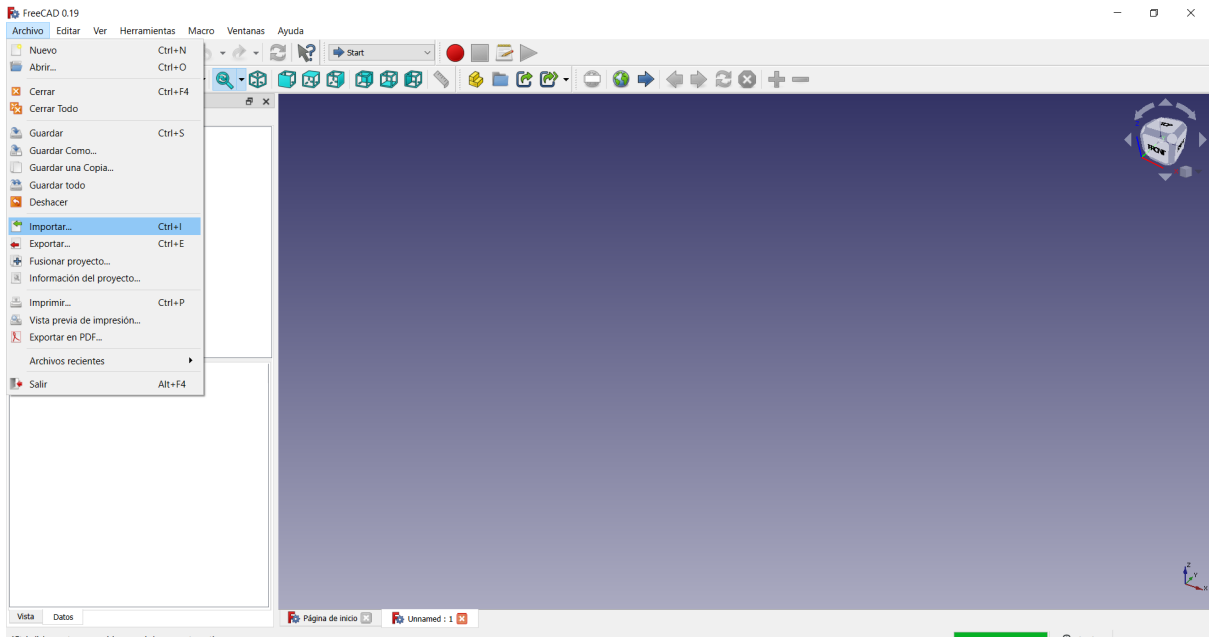 FreeCAD 0.19
Archivo Editar Ver Herramientas Macro Ventanas Ayuda
Nuevo Ctrl+N
Start
Abrir... Ctrl+O
Cerrar Ctrl+F4
Cerrar Todo
Guardar Ctrl+S
Guardar Como...
Guardar una Copia...
Guardar todo
Deshacer
Importar... Ctrl+I
Exportar... Ctrl+E
Fusionar proyecto...
Información del proyecto...
Imprimir... Ctrl+P
Vista previa de impresión...
Exportar en PDF...
Archivos recientes
Salir Alt+F4
TOP
FRONT
Z
Y
X
Vista Datos
Página de inicio Unnamed : 1